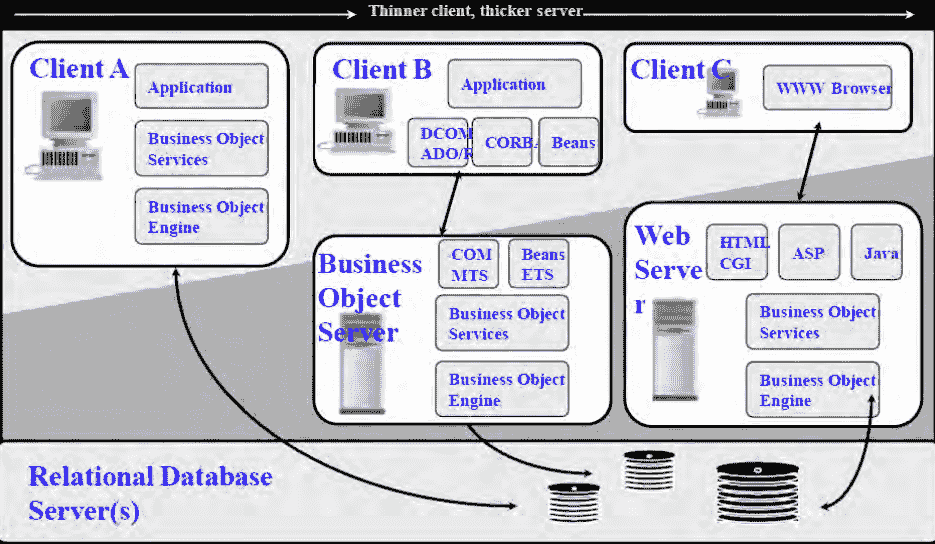 Thinner client, thicker server
Client A
Application
Business Object
Services
Business Object
Engine
Client B
Application
DCOM
ADO/R
CORBA
Beans
Client C
WWW Browser
Business
Object
Server
COM
MTS
Beans
ETS
Business Object
Services
Business Object
Engine
Web
Serve
r
HTML
CGI
ASP
Java
Business Object
Services
Business Object
Engine
Relational Database
Server(s)